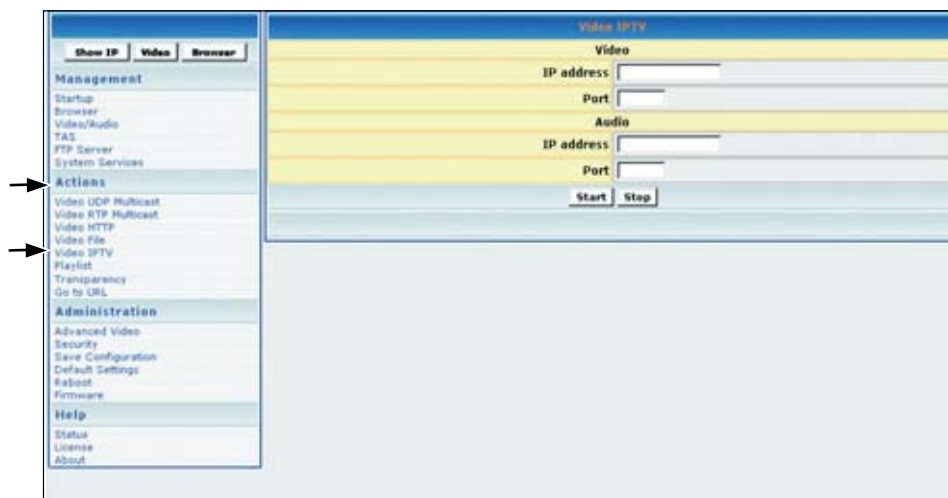 Show IP Video Browser
Management
Startup
Browser
Video/Audio
TAS
FTP Server
System Services
Actions
Video UDP Multicast
Video RTP Multicast
Video HTTP
Video File
Video IPTV
Playlist
Transparency
Go to URL
Administration
Advanced Video
Security
Save Configuration
Default Settings
Reboot
Firmware
Help
Status
License
About
Video IPTV
Video
IP address
Port
Audio
IP address
Port
Start Stop